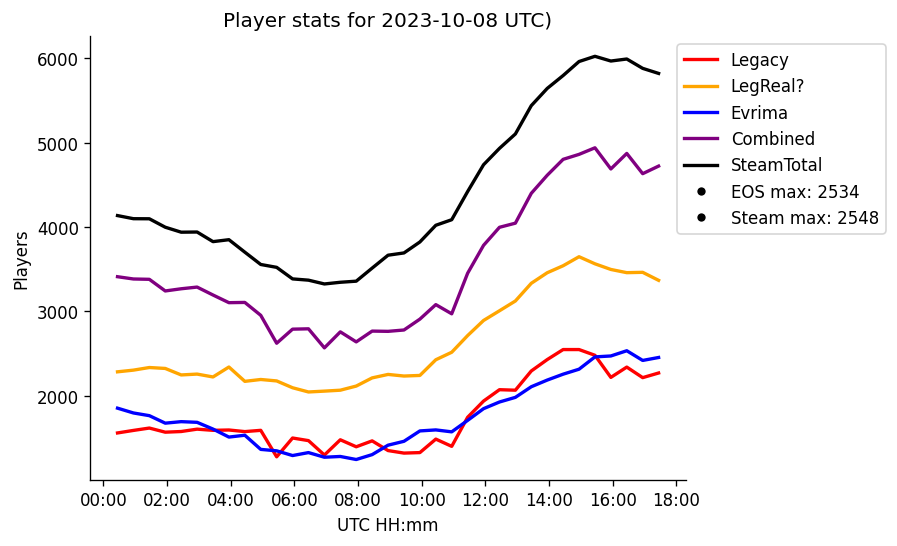 Player stats for 2023-10-08 UTC)
Players
6000
5000
4000
3000
2000
00:00 02:00 04:00 06:00 08:00 10:00 12:00 14:00 16:00 18:00
UTC HH:mm
Legacy
LegReal?
Evrima
Combined
SteamTotal
EOS max: 2534
Steam max: 2548